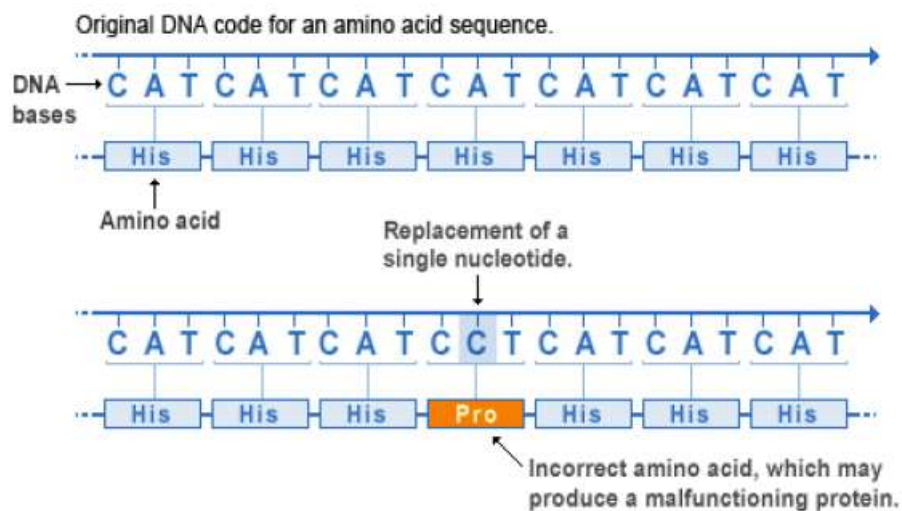 Original DNA code for an amino acid sequence.
DNA bases
C A T C A T C A T C A T C A T C A T C A T
His His His His His His His
Amino acid
Replacement of a
single nucleotide.
C A T C A T C A T C C T C A T C A T C A T
His His His Pro His His His
Incorrect amino acid, which may
produce a malfunctioning protein.